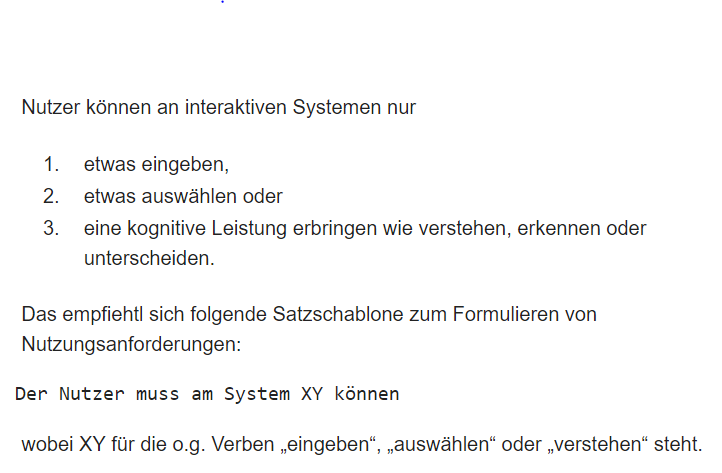 Nutzer können an interaktiven Systemen nur
1. etwas eingeben,
2. etwas auswählen oder
3. eine kognitive Leistung erbringen wie verstehen, erkennen oder
unterscheiden.
Das empfiehtl sich folgende Satzschablone zum Formulieren von
Nutzungsanforderungen:
Der Nutzer muss am System XY können
wobei XY für die o.g. Verben „eingeben“, „auswählen“ oder „verstehen“ steht.